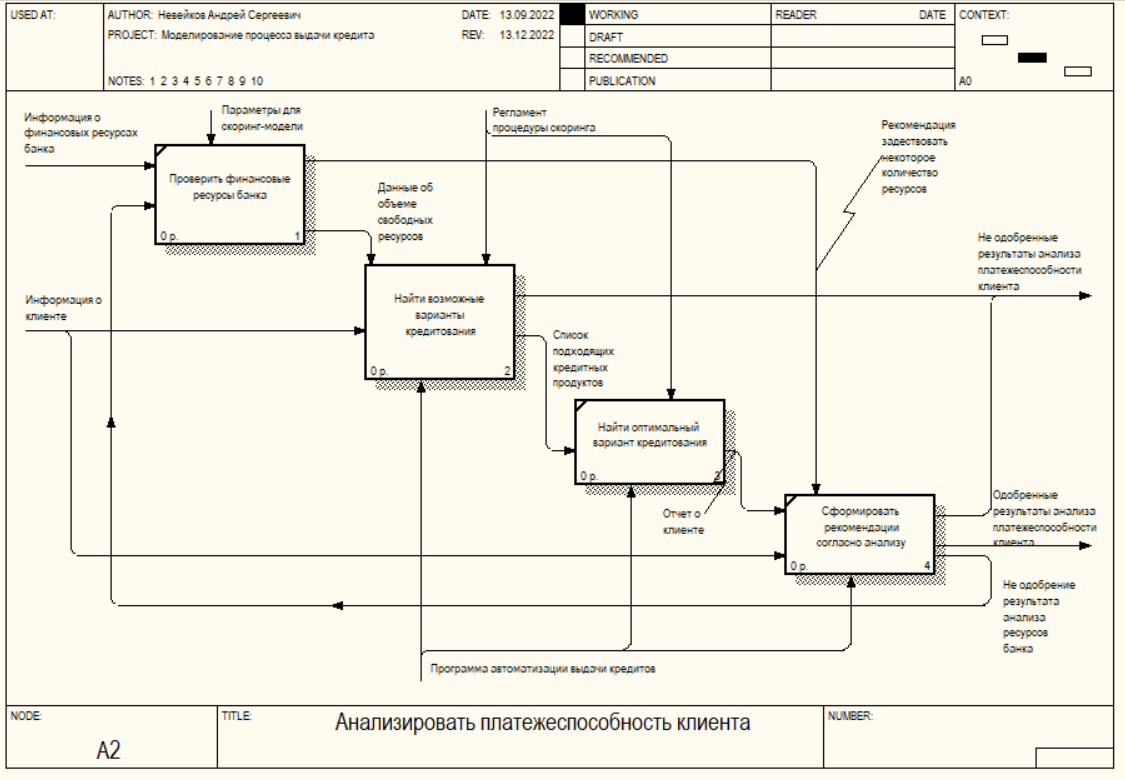 USED AT:
AUTHOR: Невейков Андрей Сергеевич
DATE: 13.09.2022
PROJECT: Моделирование процесса выдачи кредита
REV: 13.12.2022
NOTES: 1 2 3 4 5 6 7 8 9 10
WORKING
DRAFT
RECOMMENDED
PUBLICATION
READER DATE
CONTEXT:
A0
Информация о
финансовых ресурсах
банка
Параметры для
скоринг-модели
Регламент
процедуры скоринга
Рекомендация
задествовать
некоторое
количество
ресурсов
Проверить финансовые
ресурсы банка
0 р. 1
Данные об
объеме
свободных
ресурсов
Не одобренные
результаты анализа
платежеспособности
клиента
Информация о
клиенте
Найти возможные
варианты
кредитования
0 р. 2
Список
подходящих
кредитных
продуктов
Найти оптимальный
вариант кредитования
0 р. 3
Отчет о
клиенте
Сформировать
рекомендации
согласно анализу
0 р. 4
Одобренные
результаты анализа
платежеспособности
клиента
Не одобрение
результата
анализа
ресурсов
банка
Программа автоматизации выдачи кредитов
NODE:
A2
TITLE:
Анализировать платежеспособность клиента
NUMBER: